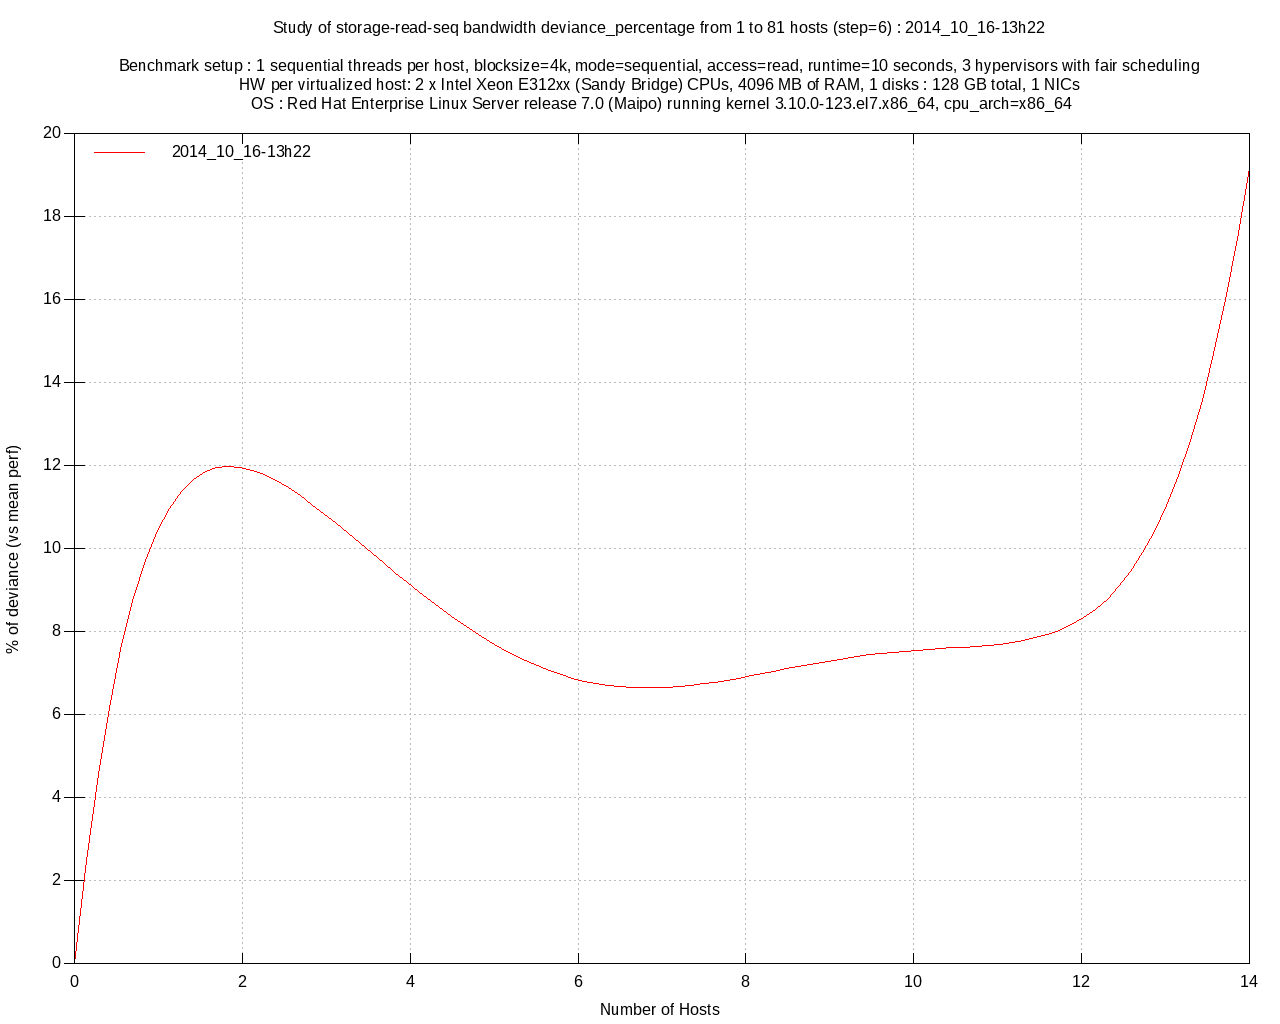 Study of storage-read-seq bandwidth deviance_percentage from 1 to 81 hosts (step=6) : 2014_10_16-13h22
Benchmark setup : 1 sequential threads per host, blocksize=4k, mode=sequential, access=read, runtime=10 seconds, 3 hypervisors with fair scheduling
HW per virtualized host: 2 x Intel Xeon E312xx (Sandy Bridge) CPUs, 4096 MB of RAM, 1 disks : 128 GB total, 1 NICs
OS : Red Hat Enterprise Linux Server release 7.0 (Maipo) running kernel 3.10.0-123.el7.x86_64, cpu_arch=x86_64
2014_10_16-13h22
% of deviance (vs mean perf)
20
18
16
14
12
10
8
6
4
2
0
0 2 4 6 8 10 12 14
Number of Hosts